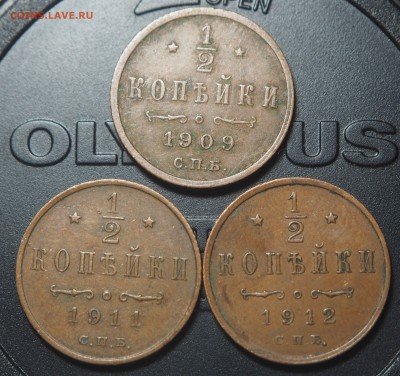 COINS.LAVE.RU
OPEN
OLYMPUS
1/2
КОПѢЙКИ
1909
С.П.Б.
1/2
КОПѢЙКИ
1911
С.П.Б.
1/2
КОПѢЙКИ
1912
С.П.Б.